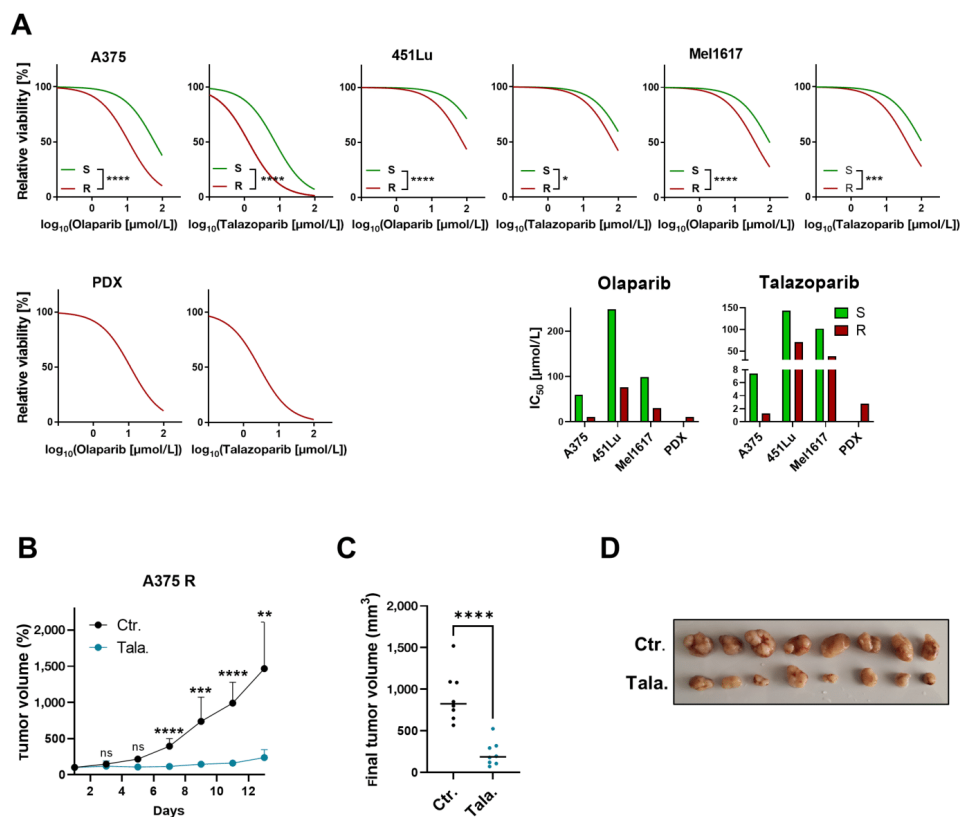 A
A375
451Lu
Mel1617
Relative viability [%]
100
50
0
S
R
****
0
1
2
log10(Olaparib [µmol/L])
100
50
0
S
R
****
0
1
2
log10(Talazoparib [µmol/L])
100
50
0
S
R
****
0
1
2
log10(Olaparib [µmol/L])
100
50
0
S
R
*
0
1
2
log10(Talazoparib [µmol/L])
100
50
0
S
R
****
0
1
2
log10(Olaparib [µmol/L])
100
50
0
S
R
***
0
1
2
log10(Talazoparib [µmol/L])
PDX
Relative viability [%]
100
50
0
0
1
2
log10(Olaparib [µmol/L])
100
50
0
0
1
2
log10(Talazoparib [µmol/L])
Olaparib
IC50 [µmol/L]
200
100
0
A375
451Lu
Mel1617
PDX
Talazoparib
150
100
50
8
6
4
2
0
S
R
A375
451Lu
Mel1617
PDX
B
A375 R
Tumor volume (%)
2,000
1,500
1,000
500
0
Ctr.
Tala.
ns
ns
****
***
****
**
2
4
6
8
10
12
Days
C
Final tumor volume (mm3)
2,000
1,500
1,000
500
0
****
Ctr.
Tala.
D
Ctr.
Tala.